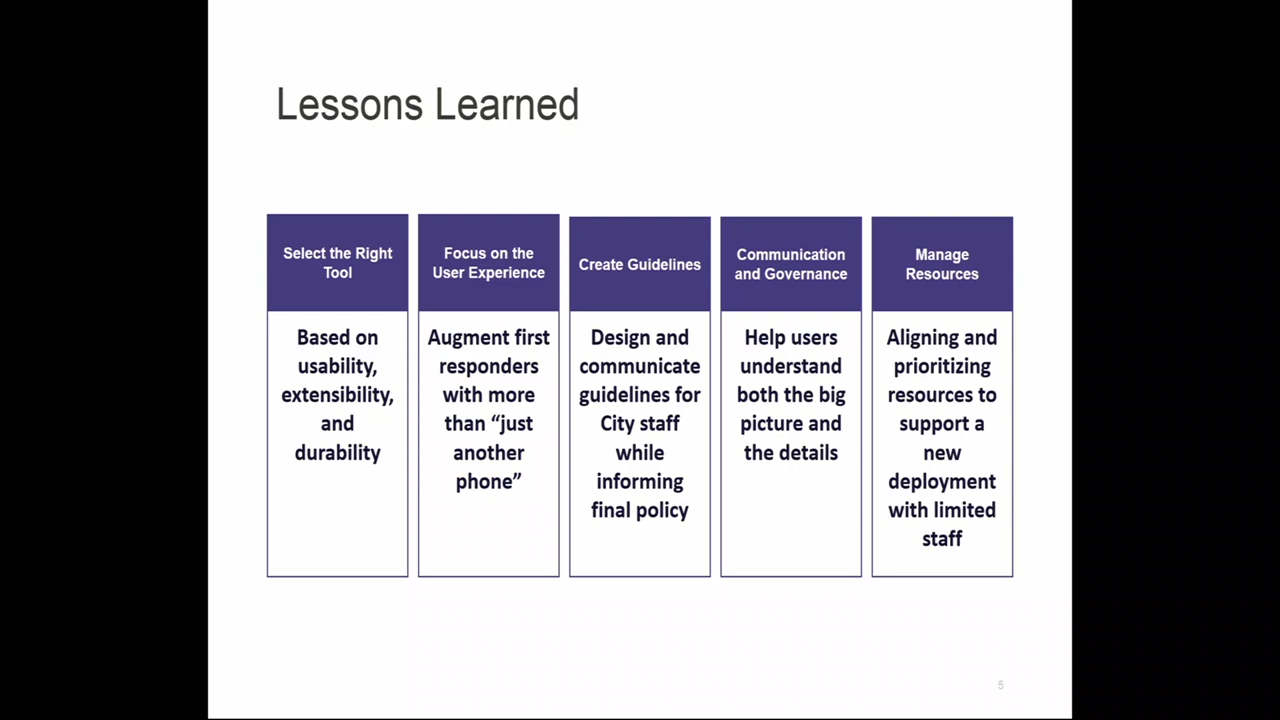 Lessons Learned
Select the Right
Tool
Based on
usability,
extensibility,
and
durability
Focus on the
User Experience
Augment first
responders
with more
than “just
another
phone”
Create Guidelines
Design and
communicate
guidelines for
City staff
while
informing
final policy
Communication
and Governance
Help users
understand
both the big
picture and
the details
Manage
Resources
Aligning and
prioritizing
resources to
support a
new
deployment
with limited
staff
5